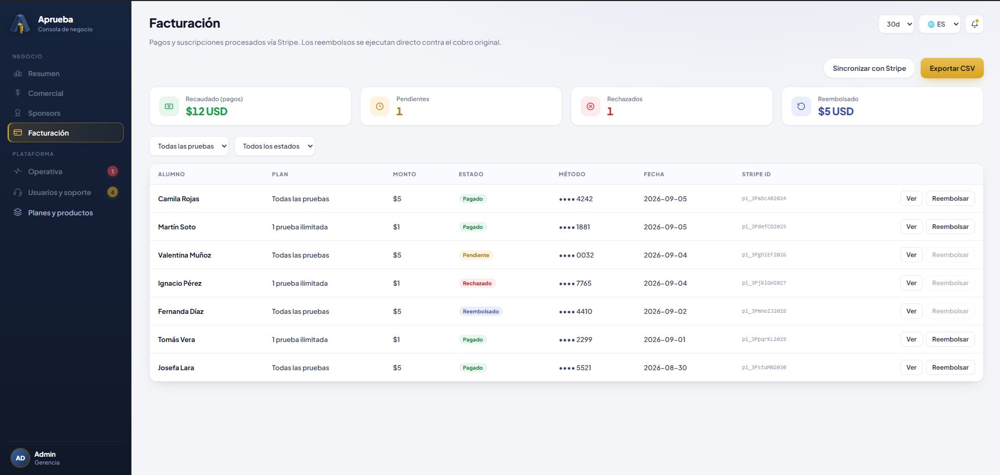 Aprueba
Consola de negocio
NEGOCIO
Resumen
Comercial
Sponsors
Facturación
PLATAFORMA
Operativa 1
Usuarios y soporte 4
Planes y productos
AD
Admin
Gerencia
Facturación
30d
ES
Pagos y suscripciones procesados vía Stripe. Los reembolsos se ejecutan directo contra el cobro original.
Sincronizar con Stripe
Exportar CSV
Recaudado (pagos)
$12 USD
Pendientes
1
Rechazados
1
Reembolsado
$5 USD
Todas las pruebas
Todos los estados
ALUMNO PLAN MONTO ESTADO MÉTODO FECHA STRIPE ID
Camila Rojas Todas las pruebas $5 Pagado •••• 4242 2026-09-05 pi_3PabcAB2024 Ver Reembolsar
Martín Soto 1 prueba ilimitada $1 Pagado •••• 1881 2026-09-05 pi_3PdefCD2025 Ver Reembolsar
Valentina Muñoz Todas las pruebas $5 Pendiente •••• 0032 2026-09-04 pi_3PghiEF2026 Ver Reembolsar
Ignacio Pérez 1 prueba ilimitada $1 Rechazado •••• 7765 2026-09-04 pi_3PjklGH2027 Ver Reembolsar
Fernanda Díaz Todas las pruebas $5 Reembolsado •••• 4410 2026-09-02 pi_3PmnoIJ2028 Ver Reembolsar
Tomás Vera 1 prueba ilimitada $1 Pagado •••• 2299 2026-09-01 pi_3PpqrKL2029 Ver Reembolsar
Josefa Lara Todas las pruebas $5 Pagado •••• 5521 2026-08-30 pi_3PstuMN2030 Ver Reembolsar